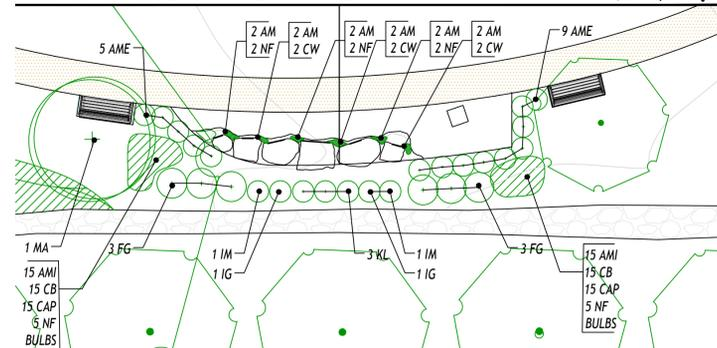 2 AM
2 NF
2 AM
2 CW
2 AM
2 NF
2 AM
2 CW
2 AM
2 NF
2 AM
2 CW
5 AME
9 AME
1 MA
3 FG
1 IM
1 IG
3 KL
1 IM
1 IG
3 FG
15 AMI
15 CB
15 CAP
5 NF
BULBS
15 AMI
15 CB
15 CAP
5 NF
BULBS